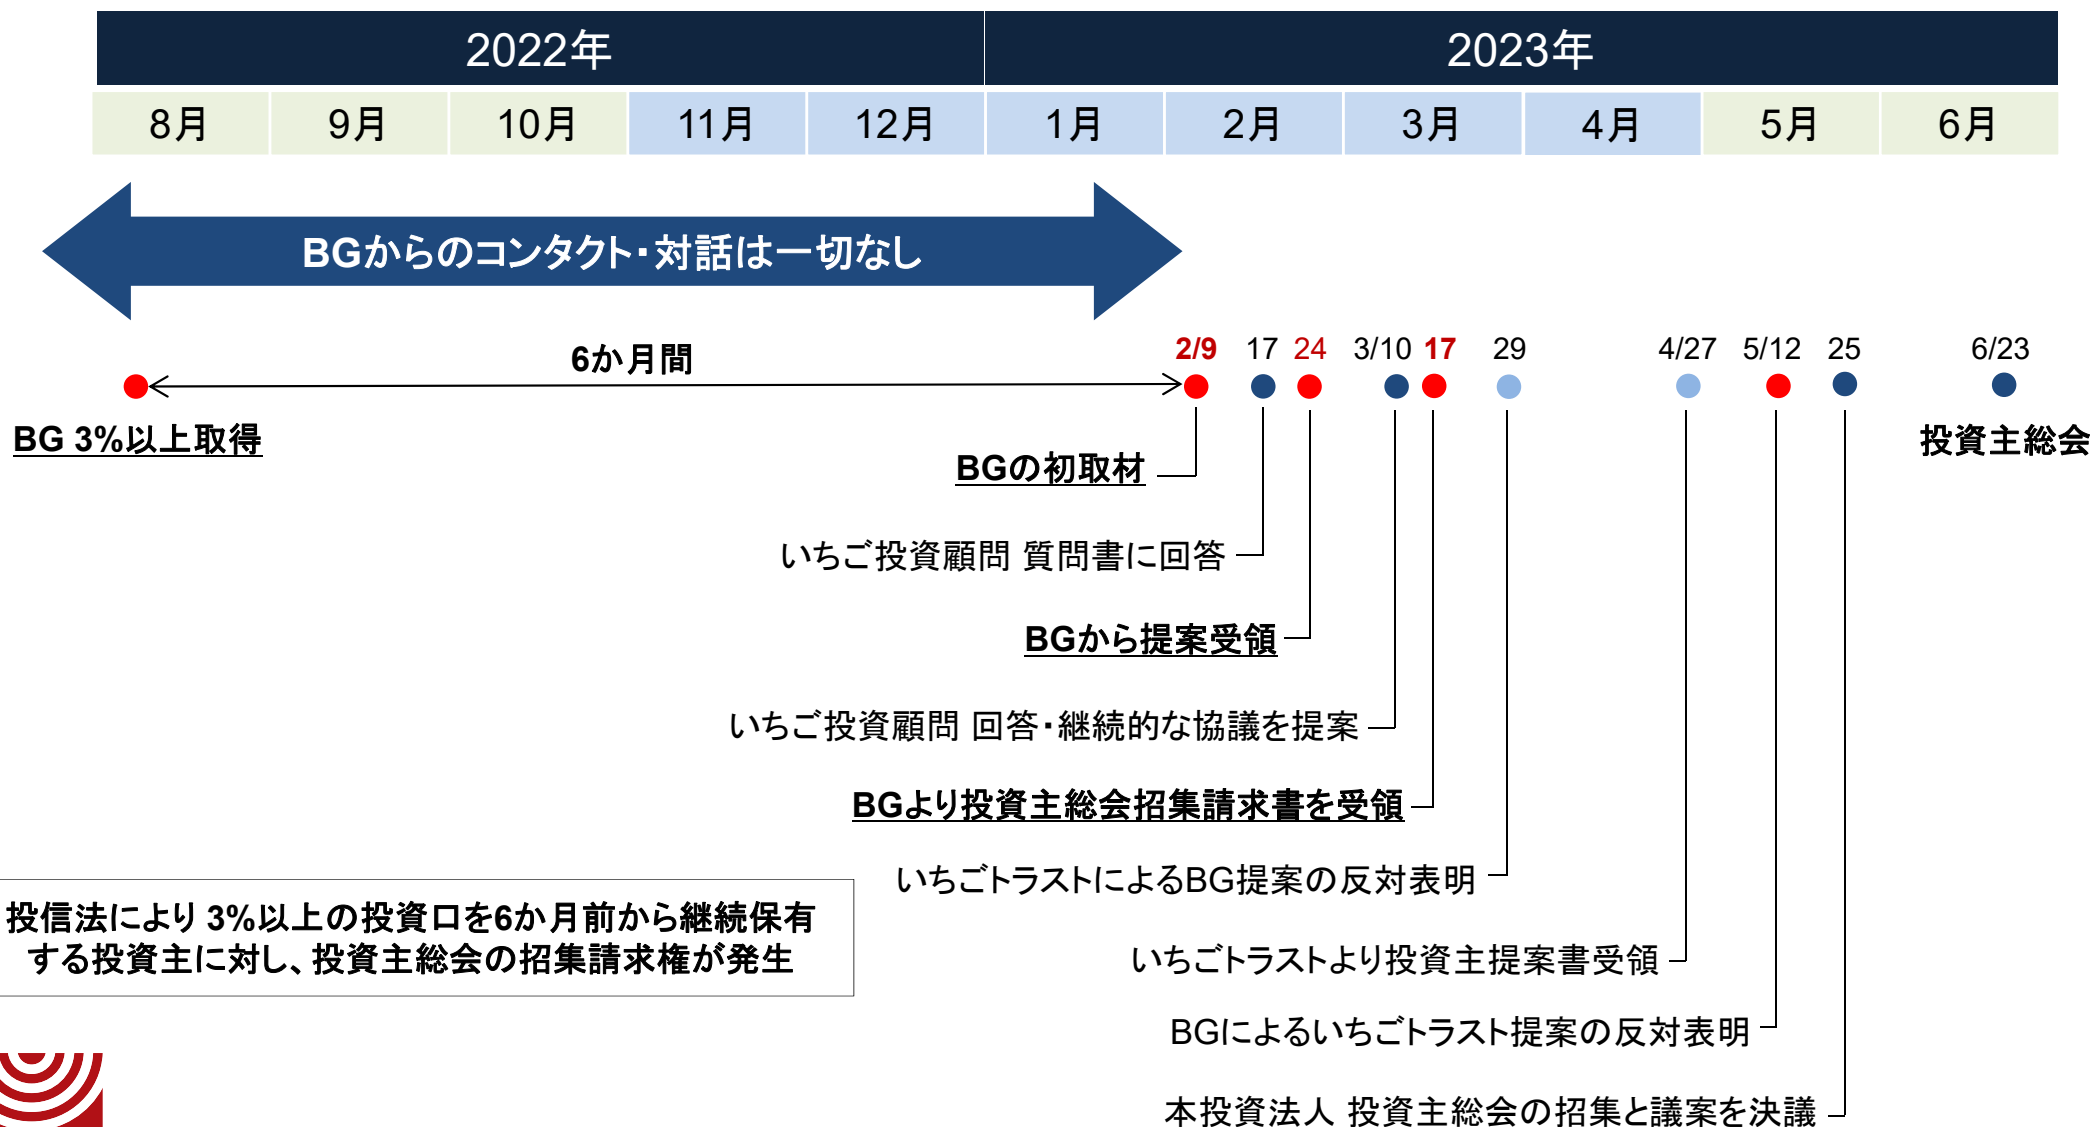 2022年 2023年
8月 9月 10月 11月 12月 1月 2月 3月 4月 5月 6月
BGからのコンタクト・対話は一切なし
6か月間
2/9 17 24 3/10 17 29 4/27 5/12 25 6/23
BG 3%以上取得
投資主総会
BGの初取材
いちご投資顧問 質問書に回答
BGから提案受領
いちご投資顧問 回答・継続的な協議を提案
BGより投資主総会招集請求書を受領
いちごトラストによるBG提案の反対表明
投信法により 3%以上の投資口を6か月前から継続保有
する投資主に対し、投資主総会の招集請求権が発生
いちごトラストより投資主提案書受領
BGによるいちごトラスト提案の反対表明
本投資法人 投資主総会の招集と議案を決議